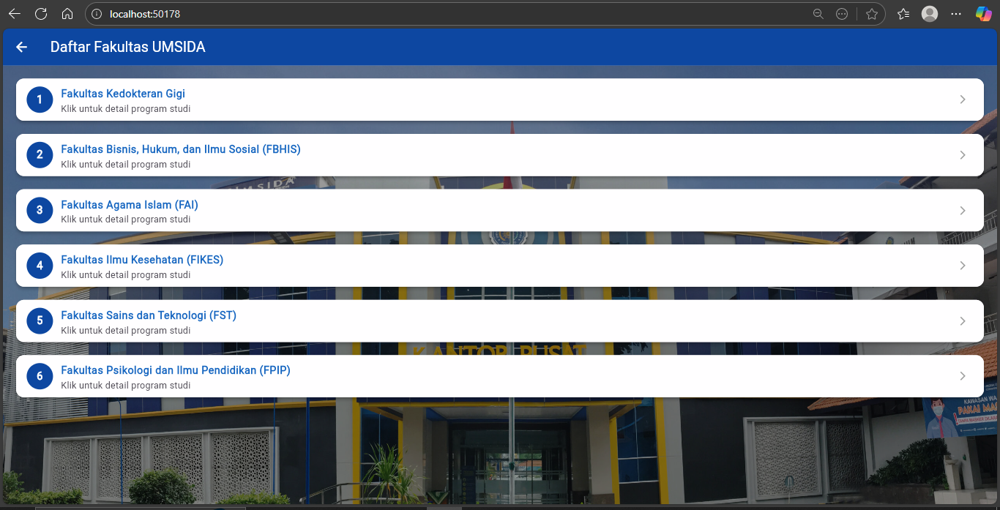 localhost:50178
Daftar Fakultas UMSIDA
1
Fakultas Kedokteran Gigi
Klik untuk detail program studi
2
Fakultas Bisnis, Hukum, dan Ilmu Sosial (FBHIS)
Klik untuk detail program studi
UMSIDA
3
Fakultas Agama Islam (FAI)
Klik untuk detail program studi
4
Fakultas Ilmu Kesehatan (FIKES)
Klik untuk detail program studi
5
Fakultas Sains dan Teknologi (FST)
Klik untuk detail program studi
KANTOR PUSAT
6
Fakultas Psikologi dan Ilmu Pendidikan (FPIP)
Klik untuk detail program studi
KAWASAN WA
PAKAI MA